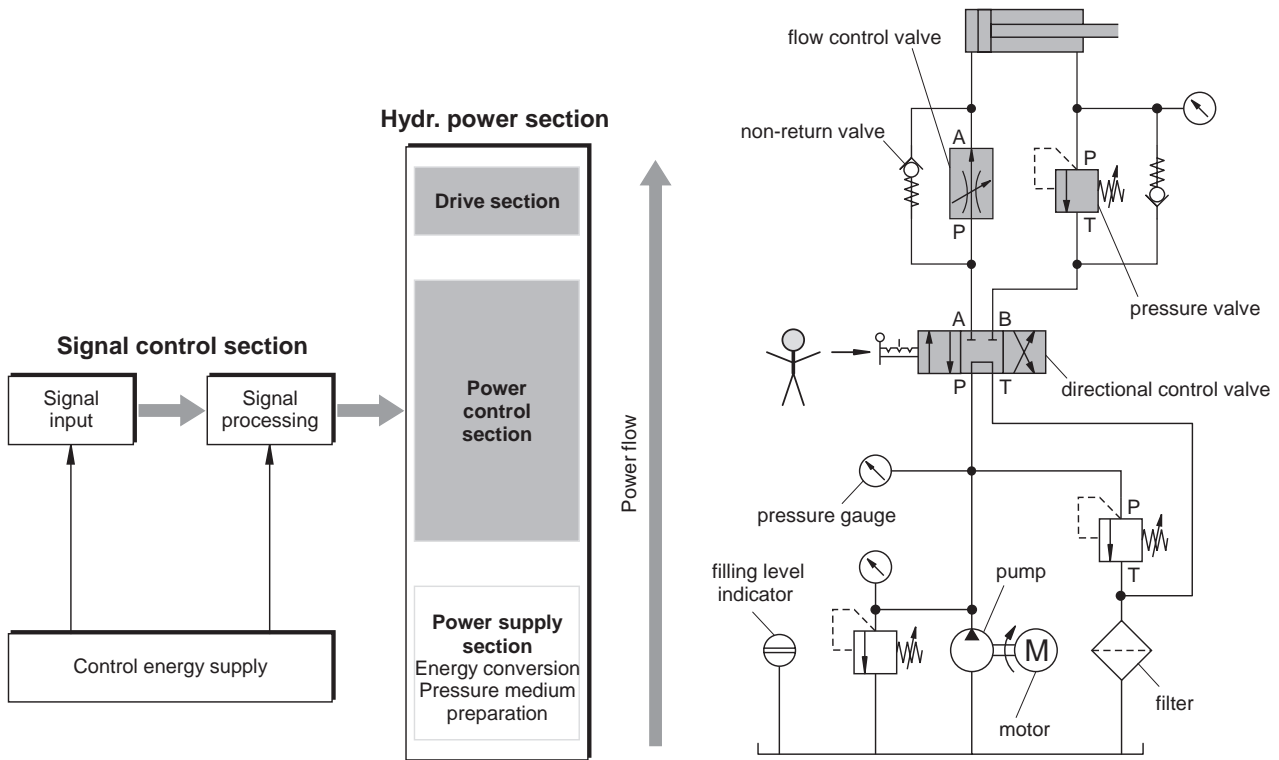 Hydr. power section
Drive section
Power
control
section
Power supply
section
Energy conversion
Pressure medium
preparation
Signal control section
Signal
input
Signal
processing
Control energy supply
Power flow
flow control valve
non-return valve
A
P
P
T
pressure valve
A B
P T
directional control valve
pressure gauge
P
T
filling level
indicator
pump
M
motor
filter